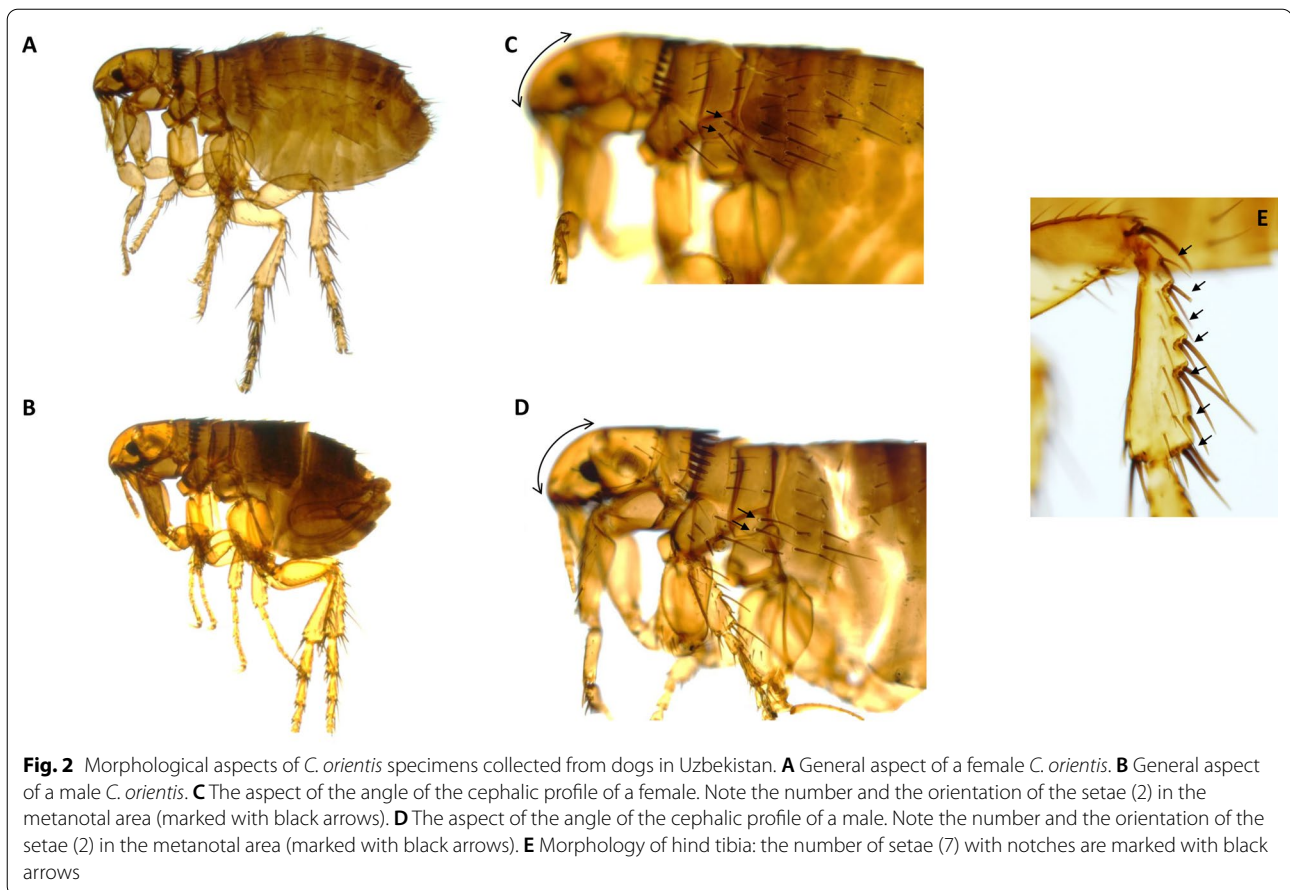 A
C
E
B
D
Fig. 2 Morphological aspects of C. orientis specimens collected from dogs in Uzbekistan. A General aspect of a female C. orientis. B General aspect
of a male C. orientis. C The aspect of the angle of the cephalic profile of a female. Note the number and the orientation of the setae (2) in the
metanotal area (marked with black arrows). D The aspect of the angle of the cephalic profile of a male. Note the number and the orientation of the
setae (2) in the metanotal area (marked with black arrows). E Morphology of hind tibia: the number of setae (7) with notches are marked with black
arrows